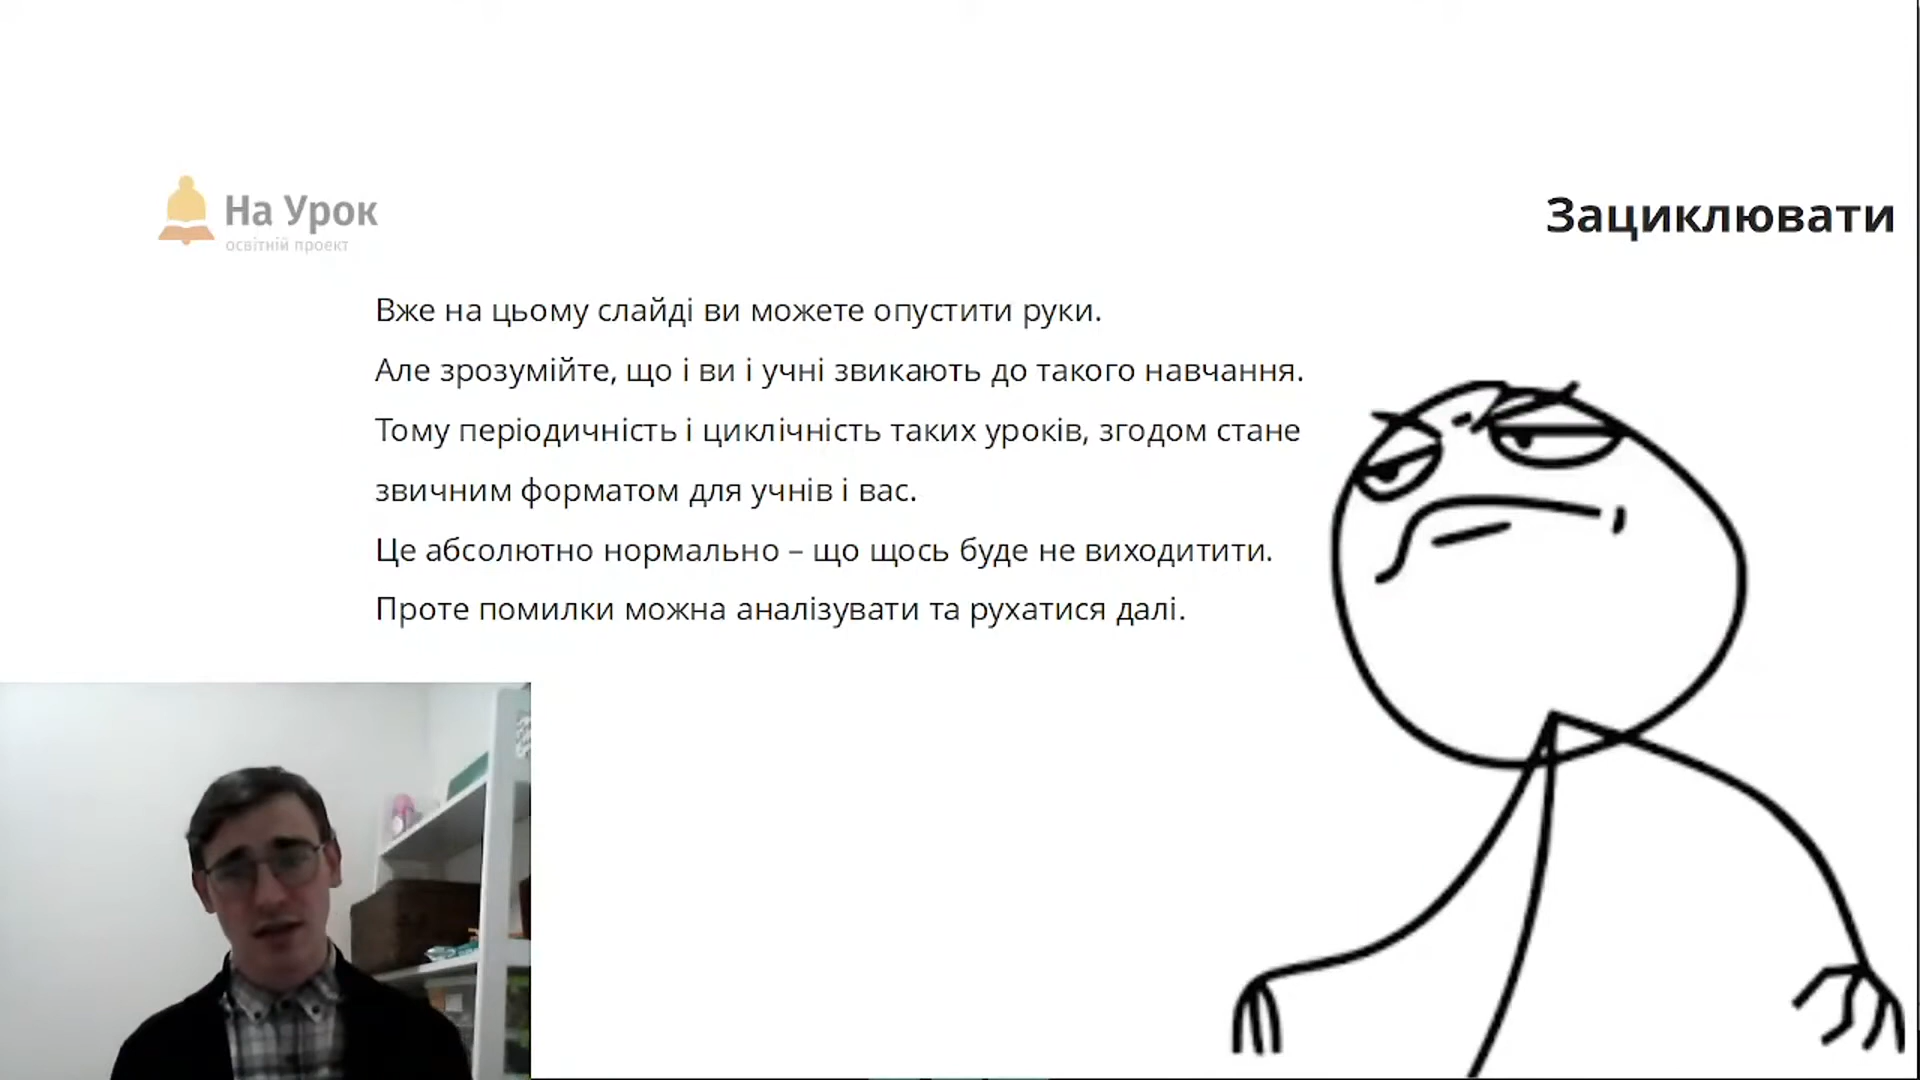 На Урок
освітній проект
Зациклювати
Вже на цьому слайді ви можете опустити руки.
Але зрозумійте, що і ви і учні звикають до такого навчання.
Тому періодичність і циклічність таких уроків, згодом стане
звичним форматом для учнів і вас.
Це абсолютно нормально – що щось буде не виходитити.
Проте помилки можна аналізувати та рухатися далі.